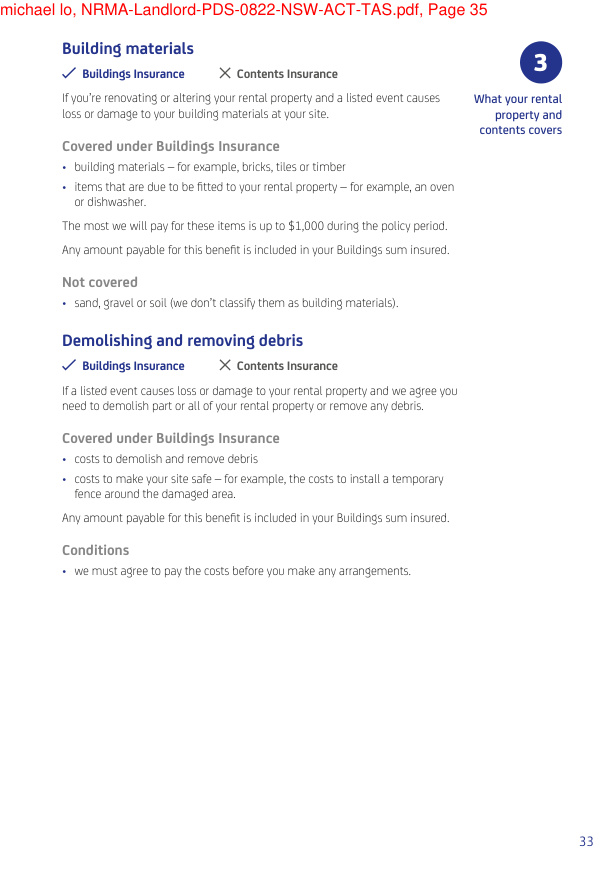 michael lo, NRMA-Landlord-PDS-0822-NSW-ACT-TAS.pdf, Page 35
Building materials
Buildings Insurance Contents Insurance
If you’re renovating or altering your rental property and a listed event causes
loss or damage to your building materials at your site.
Covered under Buildings Insurance
• building materials – for example, bricks, tiles or timber
• items that are due to be fitted to your rental property – for example, an oven
or dishwasher.
The most we will pay for these items is up to $1,000 during the policy period.
Any amount payable for this benefit is included in your Buildings sum insured.
Not covered
• sand, gravel or soil (we don’t classify them as building materials).
Demolishing and removing debris
Buildings Insurance Contents Insurance
If a listed event causes loss or damage to your rental property and we agree you
need to demolish part or all of your rental property or remove any debris.
Covered under Buildings Insurance
• costs to demolish and remove debris
• costs to make your site safe – for example, the costs to install a temporary
fence around the damaged area.
Any amount payable for this benefit is included in your Buildings sum insured.
Conditions
• we must agree to pay the costs before you make any arrangements.
3
What your rental
property and
contents covers
33